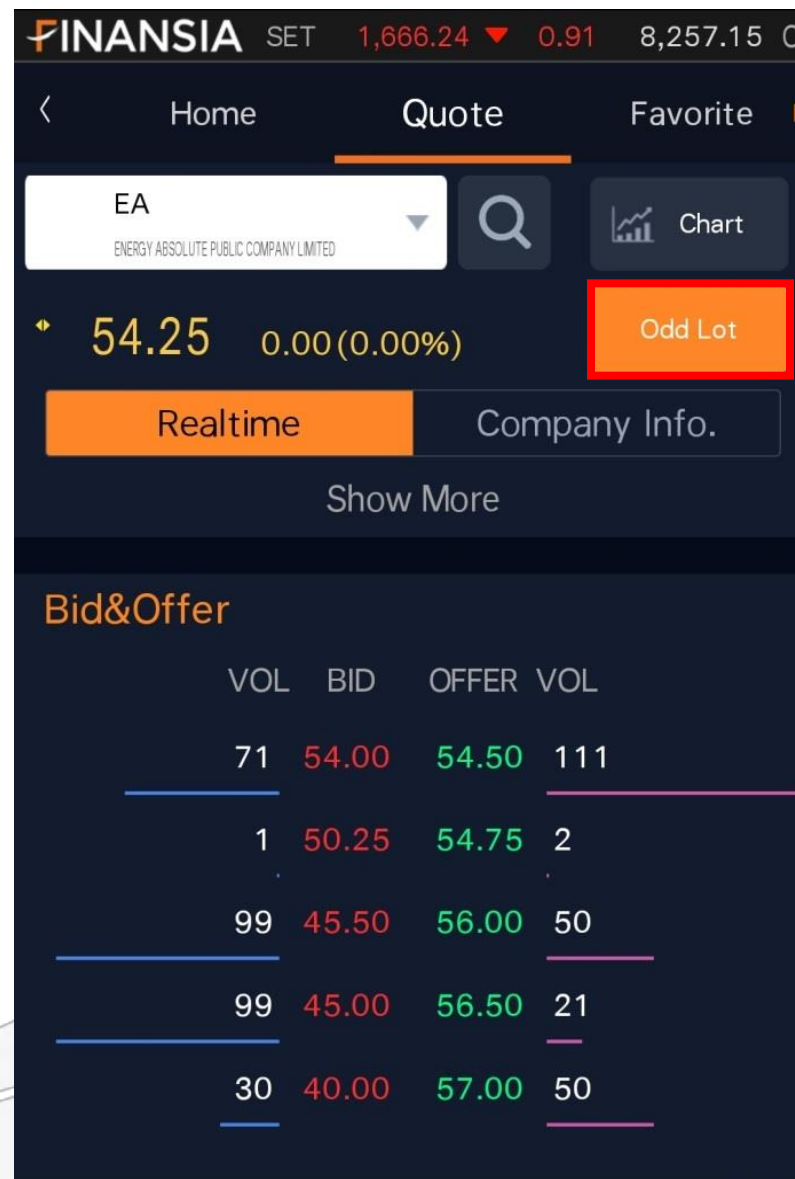 FINANSIA SET 1,666.24 ▼ 0.91 8,257.15
Home Quote Favorite
EA
ENERGY ABSOLUTE PUBLIC COMPANY LIMITED
Chart
54.25 0.00(0.00%)
Odd Lot
Realtime Company Info.
Show More
Bid&Offer
VOL BID OFFER VOL
71 54.00 54.50 111
1 50.25 54.75 2
99 45.50 56.00 50
99 45.00 56.50 21
30 40.00 57.00 50